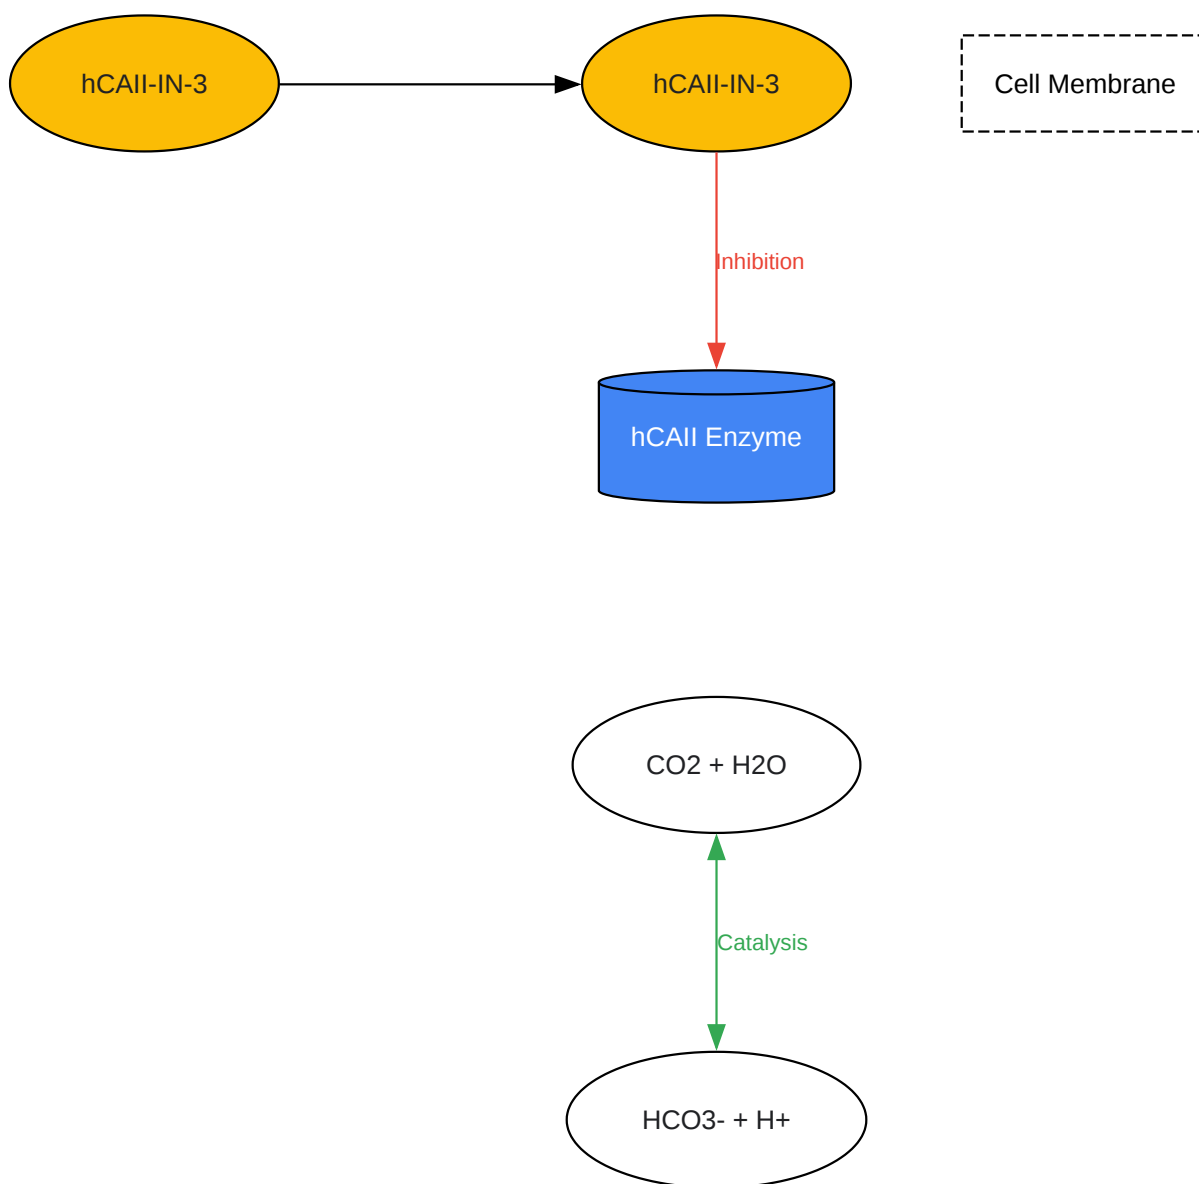 hCAII-IN-3
hCAII-IN-3
Cell Membrane
Inhibition
hCAII Enzyme
CO2 + H2O
Catalysis
HCO3- + H+